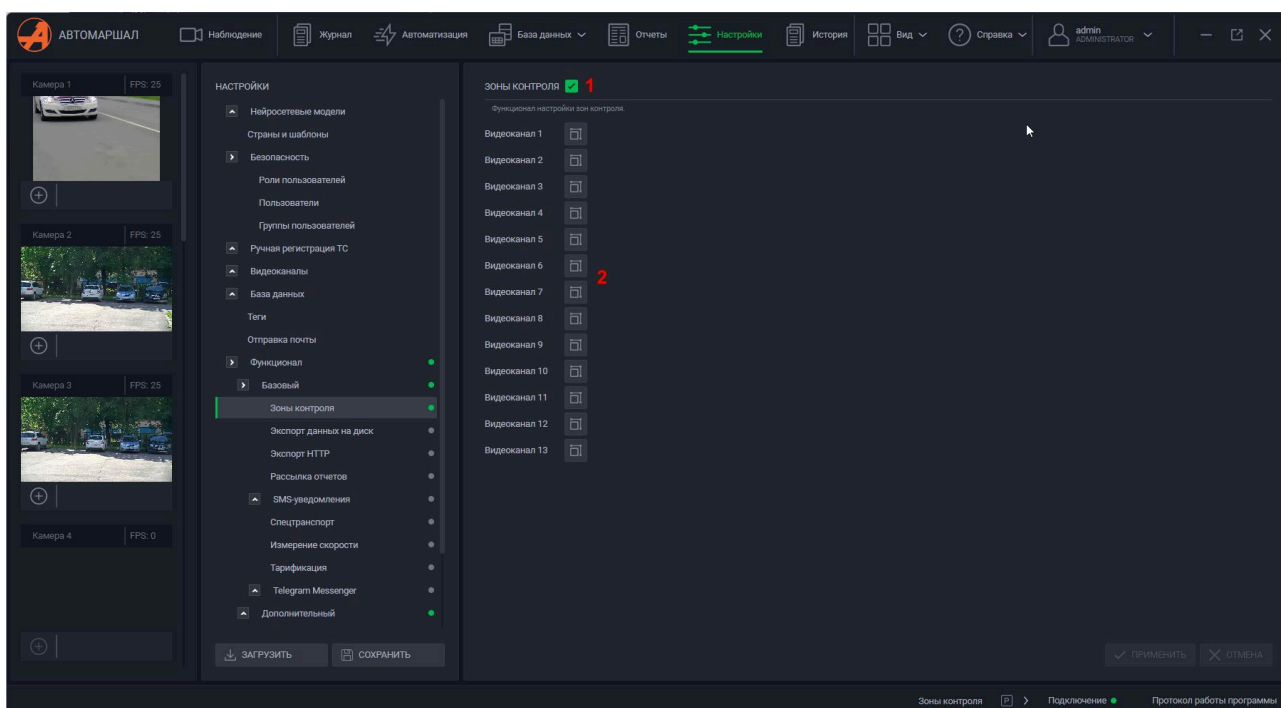 АВТОМАРШАЛ
Наблюдение
Журнал
Автоматизация
База данных
Отчеты
Настройки
История
Вид
Справка
admin
ADMINISTRATOR
Камера 1 FPS: 25
Камера 2 FPS: 25
Камера 3 FPS: 25
Камера 4 FPS: 0
НАСТРОЙКИ
Нейросетевые модели
Страны и шаблоны
Безопасность
Роли пользователей
Пользователи
Группы пользователей
Ручная регистрация ТС
Видеоканалы
База данных
Теги
Отправка почты
Функционал
Базовый
Зоны контроля
Экспорт данных на диск
Экспорт HTTP
Рассылка отчетов
SMS-уведомления
Спецтранспорт
Измерение скорости
Тарификация
Telegram Messenger
Дополнительный
ЗАГРУЗИТЬ
СОХРАНИТЬ
ЗОНЫ КОНТРОЛЯ 1
Функционал настройки зон контроля.
Видеоканал 1
Видеоканал 2
Видеоканал 3
Видеоканал 4
Видеоканал 5
Видеоканал 6
2
Видеоканал 7
Видеоканал 8
Видеоканал 9
Видеоканал 10
Видеоканал 11
Видеоканал 12
Видеоканал 13
ПРИМЕНИТЬ
ОТМЕНА
Зоны контроля P Подключение Протокол работы программы